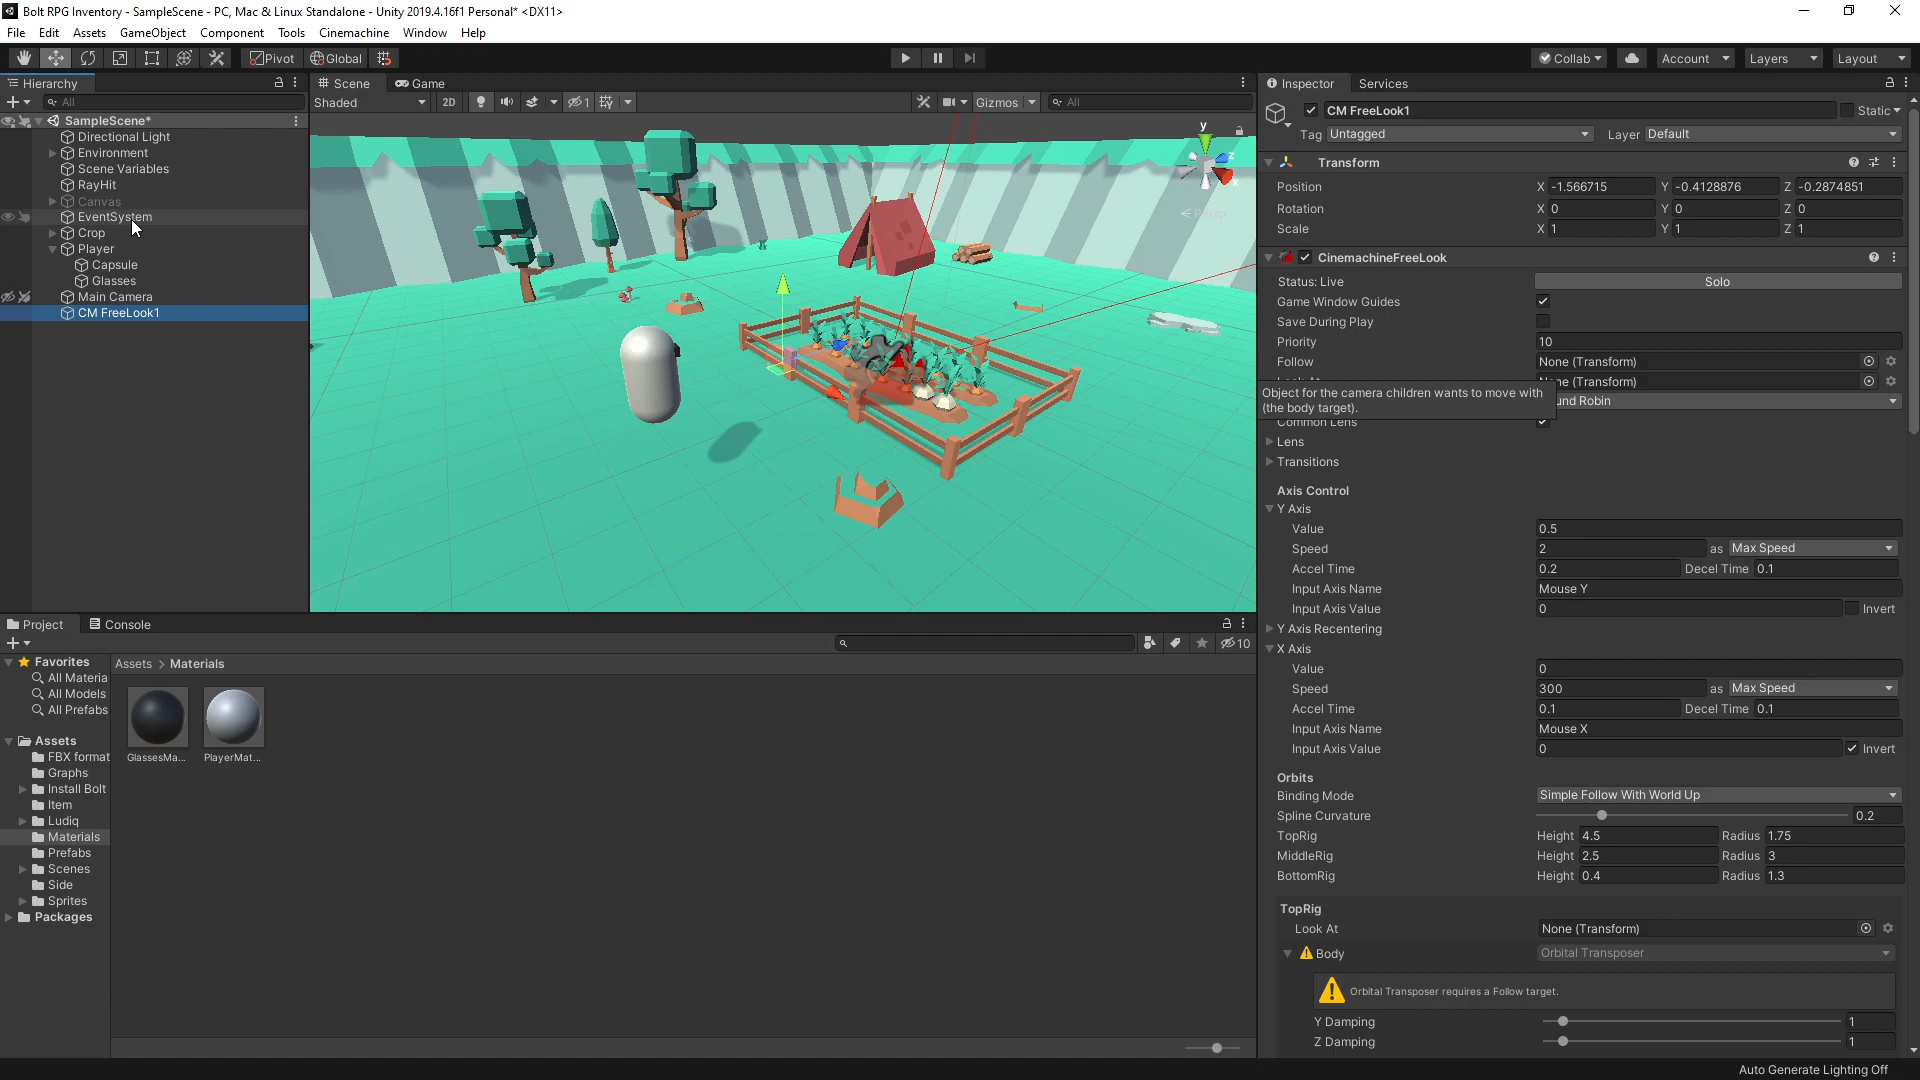 Bolt RPG Inventory - SampleScene - PC, Mac & Linux Standalone - Unity 2019.4.16f1 Personal* <DX11>
File Edit Assets GameObject Component Tools Cinemachine Window Help
Pivot Global Collab Account Layers Layout
Hierarchy
All
SampleScene*
Directional Light
Environment
Scene Variables
RayHit
Canvas
EventSystem
Crop
Player
Capsule
Glasses
Main Camera
CM FreeLook1
Scene Game
Shaded 2D 1 Gizmos All
y
z
x
Persp
Inspector Services
CM FreeLook1 Static
Tag Untagged Layer Default
Transform
Position X -1.566715 Y -0.4128876 Z -0.2874851
Rotation X 0 Y 0 Z 0
Scale X 1 Y 1 Z 1
CinemachineFreeLook
Status: Live Solo
Game Window Guides
Save During Play
Priority 10
Follow None (Transform)
(Transform)
Object for the camera children wants to move with
(the body target).
Robin
Common Lens
Lens
Transitions
Axis Control
Y Axis
Value 0.5
Speed 2 as Max Speed
Accel Time 0.2 Decel Time 0.1
Input Axis Name Mouse Y
Input Axis Value 0 Invert
Y Axis Recentering
X Axis
Value 0
Speed 300 as Max Speed
Accel Time 0.1 Decel Time 0.1
Input Axis Name Mouse X
Input Axis Value 0 Invert
Orbits
Binding Mode Simple Follow With World Up
Spline Curvature 0.2
TopRig Height 4.5 Radius 1.75
MiddleRig Height 2.5 Radius 3
BottomRig Height 0.4 Radius 1.3
TopRig
Look At None (Transform)
Body Orbital Transposer
Orbital Transposer requires a Follow target.
Y Damping 1
Z Damping 1
Project Console
10
Favorites
All Materia
All Models
All Prefabs
Assets
FBX format
Graphs
Install Bolt
Item
Ludiq
Materials
Prefabs
Scenes
Side
Sprites
Packages
Assets > Materials
GlassesMa... PlayerMat...
Auto Generate Lighting Off